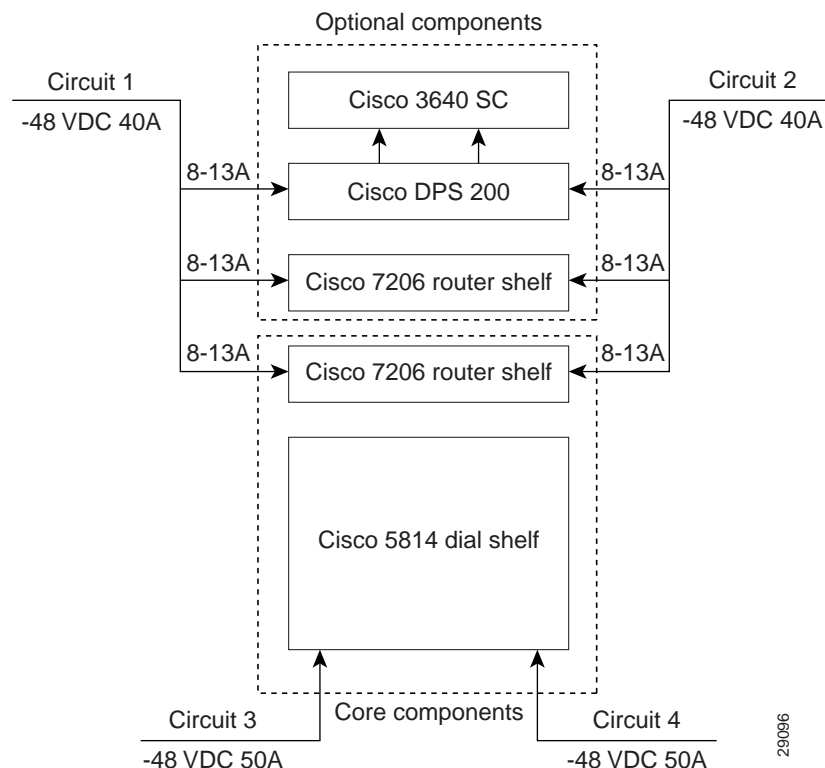 Optional components
Circuit 1
-48 VDC 40A
Circuit 2
-48 VDC 40A
Cisco 3640 SC
8-13A
Cisco DPS 200
8-13A
8-13A
Cisco 7206 router shelf
8-13A
8-13A
Cisco 7206 router shelf
8-13A
Cisco 5814 dial shelf
Core components
Circuit 3
-48 VDC 50A
Circuit 4
-48 VDC 50A
29096